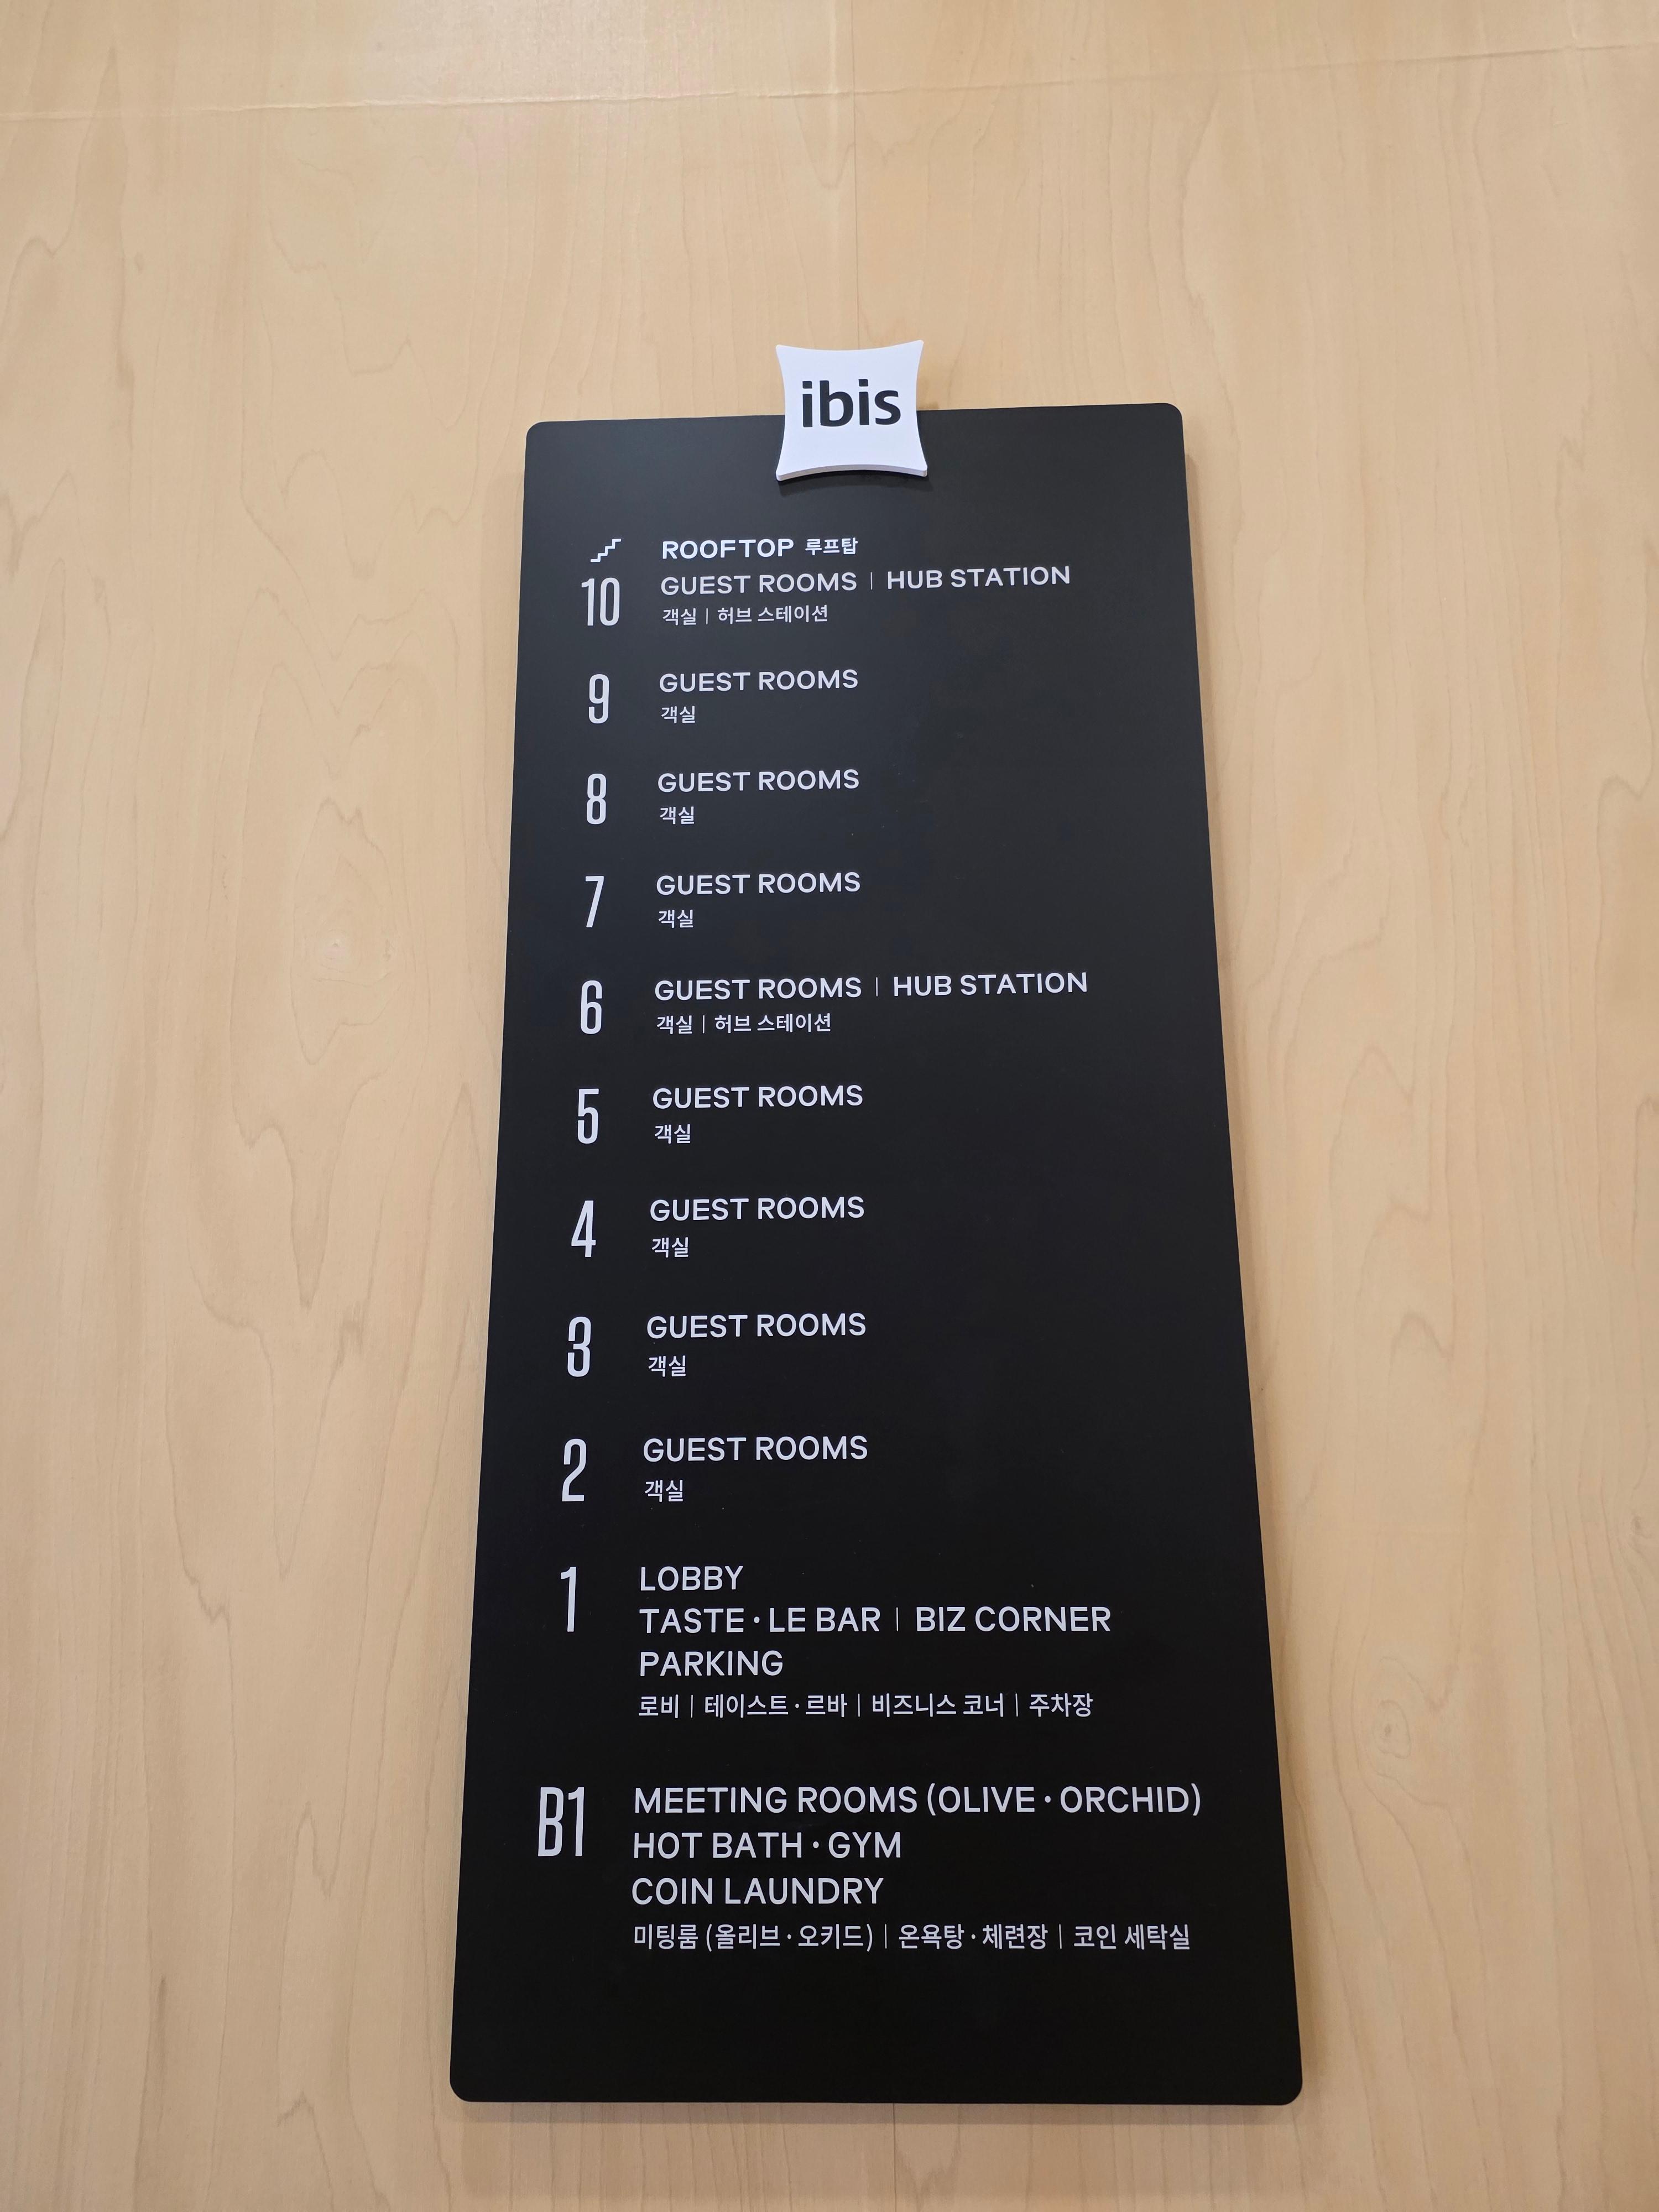 ibis
ROOFTOP 루프탑
10 GUEST ROOMS | HUB STATION
객실 | 허브 스테이션
9 GUEST ROOMS
객실
8 GUEST ROOMS
객실
7 GUEST ROOMS
객실
6 GUEST ROOMS | HUB STATION
객실 | 허브 스테이션
5 GUEST ROOMS
객실
4 GUEST ROOMS
객실
3 GUEST ROOMS
객실
2 GUEST ROOMS
객실
1 LOBBY
TASTE · LE BAR | BIZ CORNER
PARKING
로비 | 테이스트 · 르바 | 비즈니스 코너 | 주차장
B1 MEETING ROOMS (OLIVE · ORCHID)
HOT BATH · GYM
COIN LAUNDRY
미팅룸 (올리브 · 오키드) | 온욕탕 · 체련장 | 코인 세탁실